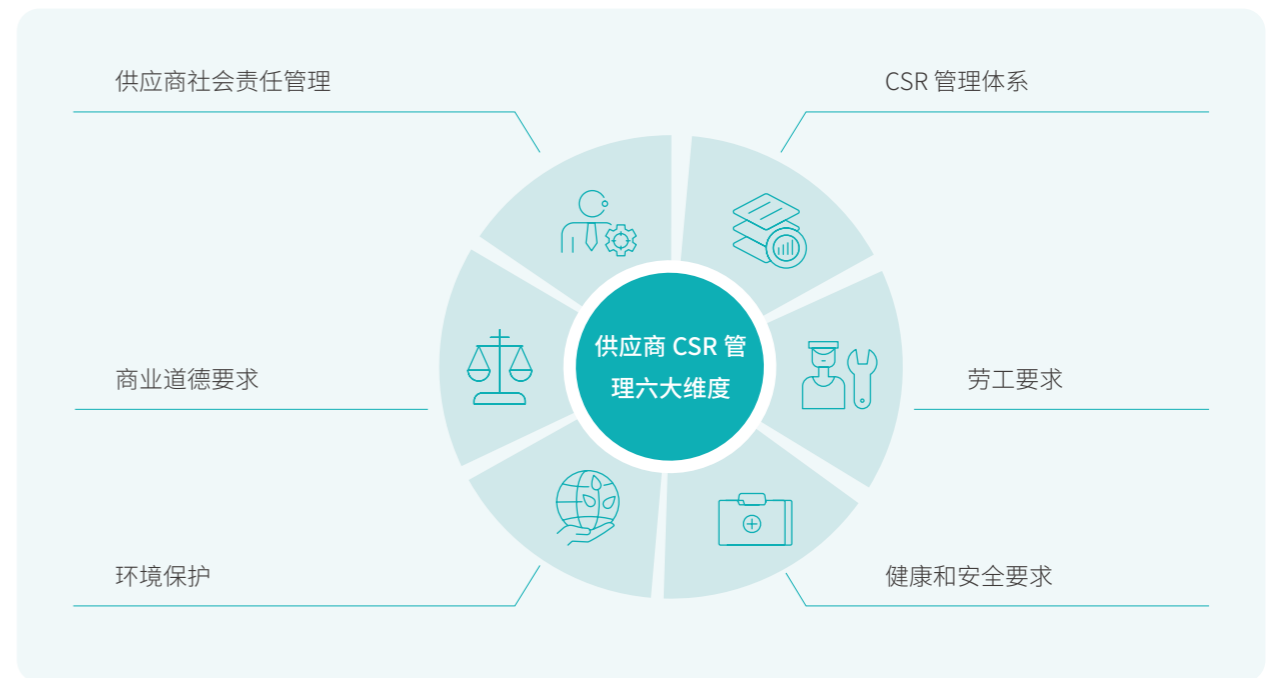 供应商社会责任管理
CSR 管理体系
供应商 CSR 管
理六大维度
商业道德要求
劳工要求
环境保护
健康和安全要求